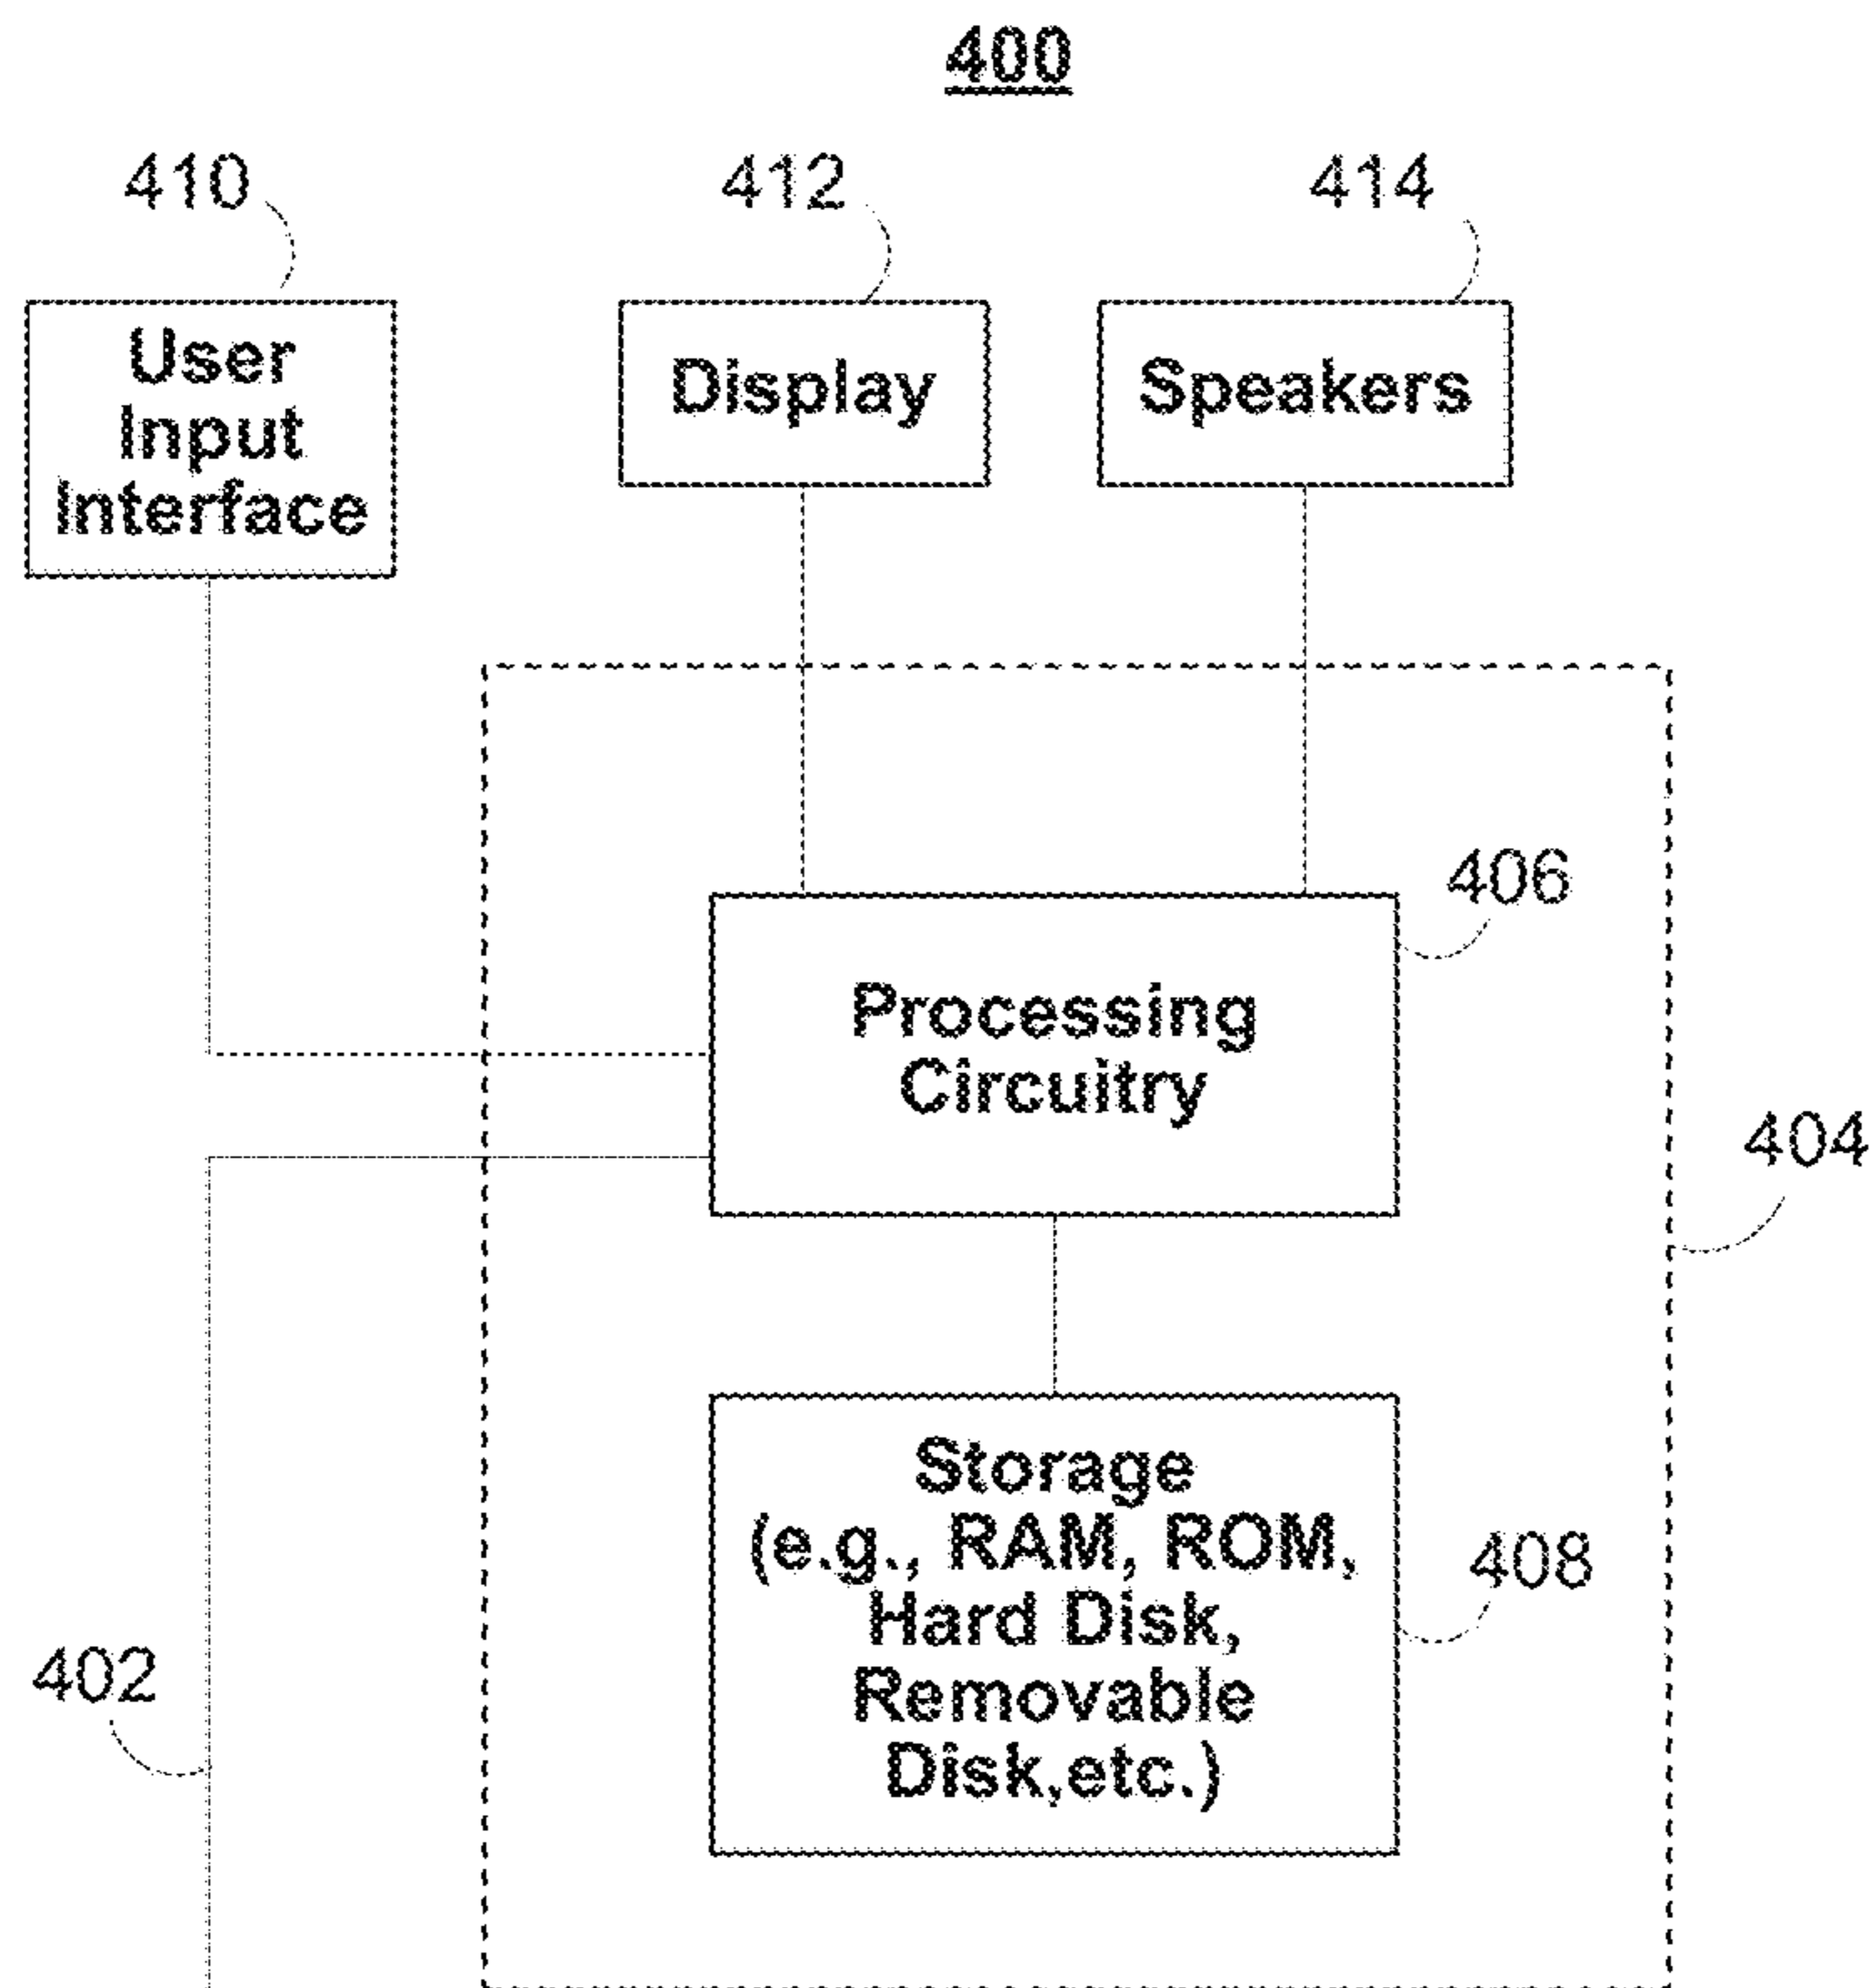 400
410
412
414
User
Input
Interface
Display
Speakers
406
Processing
Circuitry
404
Storage
(e.g., RAM, ROM,
Hard Disk,
Removable
Disk,etc.)
408
402